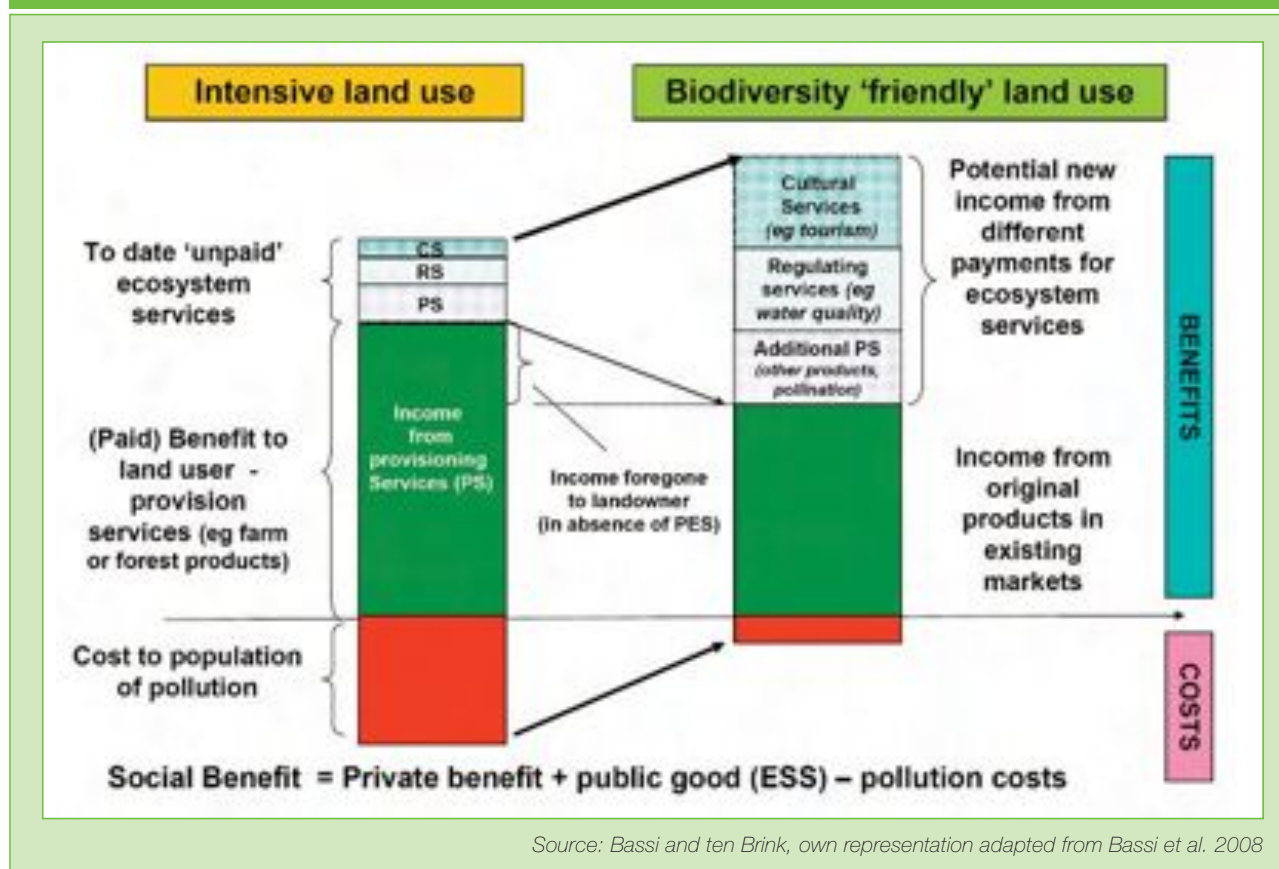 Intensive land use
Biodiversity ‘friendly’ land use
To date ‘unpaid’
ecosystem
services
CS
RS
PS
Cultural
Services
(eg tourism)
Regulating
services (eg
water quality)
Additional PS
(other products,
pollination)
Potential new
income from
different
payments for
ecosystem
services
BENEFITS
(Paid) Benefit to
land user -
provision
services (eg farm
or forest products)
Income
from
provisioning
Services (PS)
Income foregone
to landowner
(in absence of PES)
Income from
original
products in
existing
markets
Cost to population
of pollution
COSTS
Social Benefit = Private benefit + public good (ESS) – pollution costs
Source: Bassi and ten Brink, own representation adapted from Bassi et al. 2008